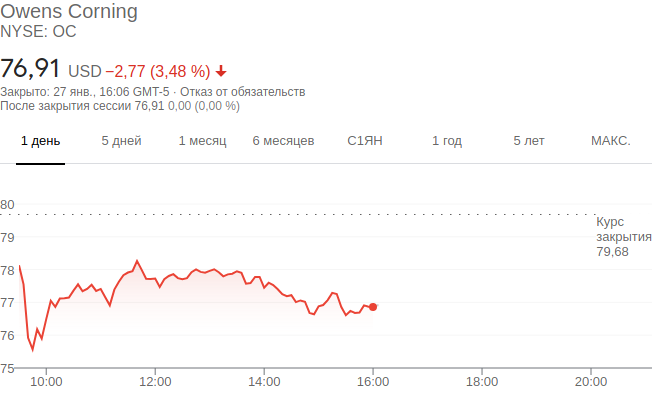 Owens Corning
NYSE: OC
76,91 USD −2,77 (3,48 %)
Закрыто: 27 янв., 16:06 GMT-5 · Отказ от обязательств
После закрытия сессии 76,91 0,00 (0,00 %)
1 день 5 дней 1 месяц 6 месяцев С1ЯН 1 год 5 лет МАКС.
80
Курс
79
закрытия
79,68
78
77
76
75
10:00 12:00 14:00 16:00 18:00 20:00